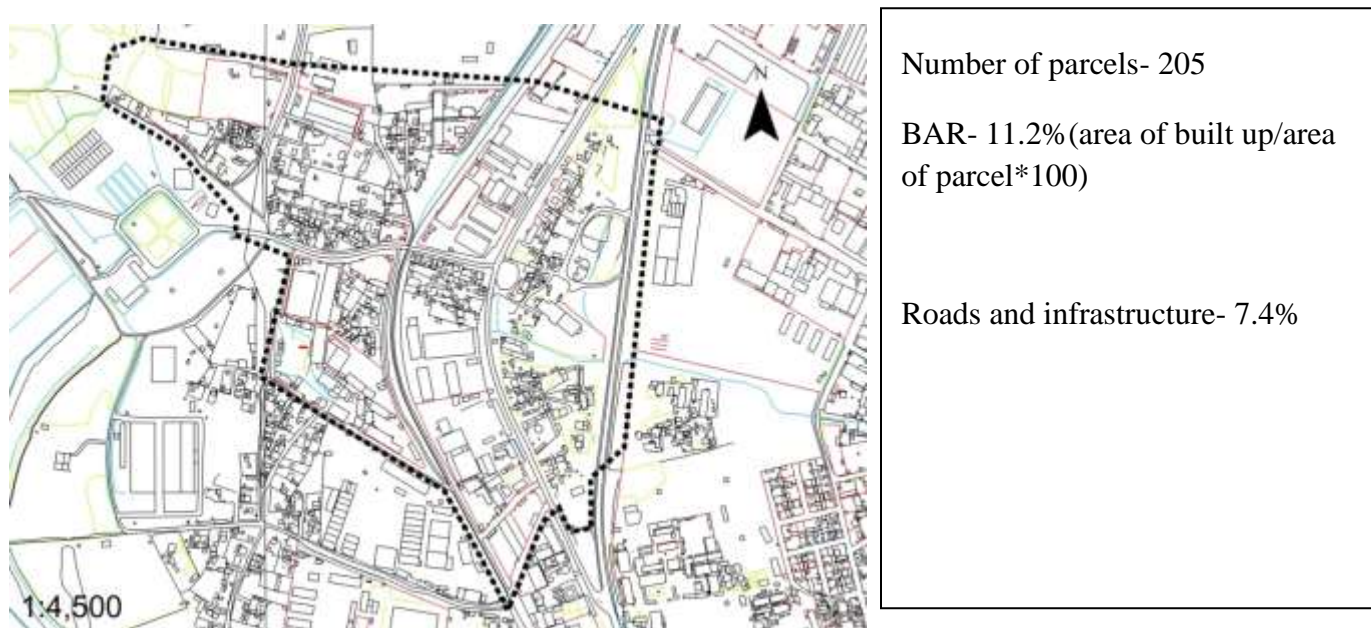 N
1:4,500
Number of parcels- 205
BAR- 11.2% (area of built up/area
of parcel*100)
Roads and infrastructure- 7.4%